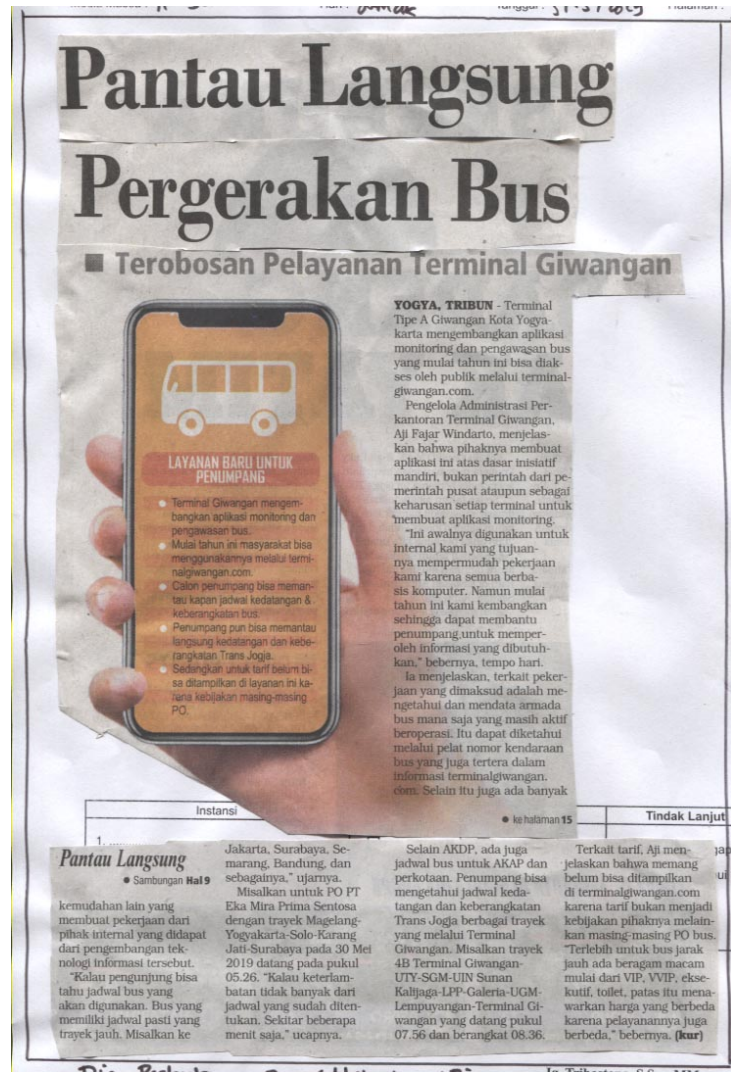 Pantau Langsung
Pergerakan Bus
■ Terobosan Pelayanan Terminal Giwangan
LAYANAN BARU UNTUK
PENUMPANG
● Terminal Giwangan mengem-
bangkan aplikasi monitoring dan
pengawasan bus.
● Mulai tahun ini masyarakat bisa
menggunakannya melalui termi-
nalgiwangan.com.
● Calon penumpang bisa meman-
tau kapan jadwal kedatangan &
keberangkatan bus.
● Penumpang pun bisa memantau
langsung kedatangan dan kebe-
rangkatan Trans Jogja.
● Sedangkan untuk tarif belum bi-
sa ditampilkan di layanan ini ka-
rena kebijakan masing-masing
PO.
YOGYA, TRIBUN - Terminal
Tipe A Giwangan Kota Yogya-
karta mengembangkan aplikasi
monitoring dan pengawasan bus
yang mulai tahun ini bisa diak-
ses oleh publik melalui terminal-
giwangan.com.
Pengelola Administrasi Per-
kantoran Terminal Giwangan,
Aji Fajar Windarto, menjelas-
kan bahwa pihaknya membuat
aplikasi ini atas dasar inisiatif
mandiri, bukan perintah dari pe-
merintah pusat ataupun sebagai
keharusan setiap terminal untuk
membuat aplikasi monitoring.
"Ini awalnya digunakan untuk
internal kami yang tujuan-
nya mempermudah pekerjaan
kami karena semua berba-
sis komputer. Namun mulai
tahun ini kami kembangkan
sehingga dapat membantu
penumpang untuk memper-
oleh informasi yang dibutuh-
kan," bebernya, tempo hari.
Ia menjelaskan, terkait peker-
jaan yang dimaksud adalah me-
ngetahui dan mendata armada
bus mana saja yang masih aktif
beroperasi. Itu dapat diketahui
melalui pelat nomor kendaraan
bus yang juga tertera dalam
informasi terminalgiwangan.
com. Selain itu juga ada banyak
● ke halaman 15
Instansi
Tindak Lanjut
Pantau Langsung
● Sambungan Hal 9
kemudahan lain yang
membuat pekerjaan dari
pihak internal yang didapat
dari pengembangan tek-
nologi informasi tersebut.
"Kalau pengunjung bisa
tahu jadwal bus yang
akan digunakan. Bus yang
memiliki jadwal pasti yang
trayek jauh. Misalkan ke
Jakarta, Surabaya, Se-
marang, Bandung, dan
sebagainya," ujarnya.
Misalkan untuk PO PT
Eka Mira Prima Sentosa
dengan trayek Magelang-
Yogyakarta-Solo-Karang
Jati-Surabaya pada 30 Mei
2019 datang pada pukul
05.26. "Kalau keterlam-
batan tidak banyak dari
jadwal yang sudah diten-
tukan. Sekitar beberapa
menit saja," ucapnya.
Selain AKDP, ada juga
jadwal bus untuk AKAP dan
perkotaan. Penumpang bisa
mengetahui jadwal keda-
tangan dan keberangkatan
Trans Jogja berbagai trayek
yang melalui Terminal
Giwangan. Misalkan trayek
4B Terminal Giwangan-
UTY-SGM-UIN Sunan
Kalijaga-LPP-Galeria-UGM-
Lempuyangan-Terminal Gi-
wangan yang datang pukul
07.56 dan berangkat 08.36.
Terkait tarif, Aji men-
jelaskan bahwa memang
belum bisa ditampilkan
di terminalgiwangan.com
karena tarif bukan menjadi
kebijakan pihaknya melain-
kan masing-masing PO bus.
"Terlebih untuk bus jarak
jauh ada beragam macam
mulai dari VIP, VVIP, ekse-
kutif, toilet, patas itu mena-
warkan harga yang berbeda
karena pelayanannya juga
berbeda," bebernya. (kur)